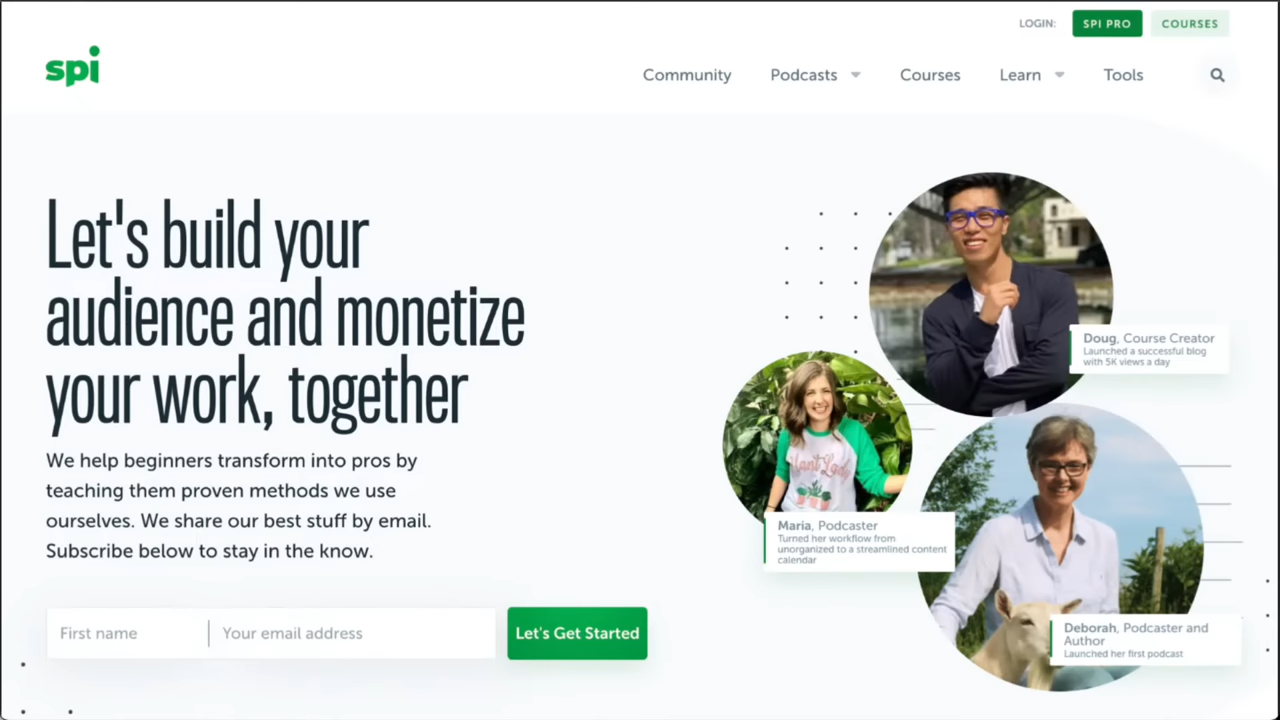 LOGIN: SPI PRO COURSES
spi
Community Podcasts Courses Learn Tools
Let's build your
audience and monetize
your work, together
We help beginners transform into pros by
teaching them proven methods we use
ourselves. We share our best stuff by email.
Subscribe below to stay in the know.
First name Your email address Let's Get Started
Doug, Course Creator
Launched a successful blog
with 5K views a day
Plant Lady
Maria, Podcaster
Turned her workflow from
unorganized to a streamlined content
calendar
Deborah, Podcaster and
Author
Launched her first podcast